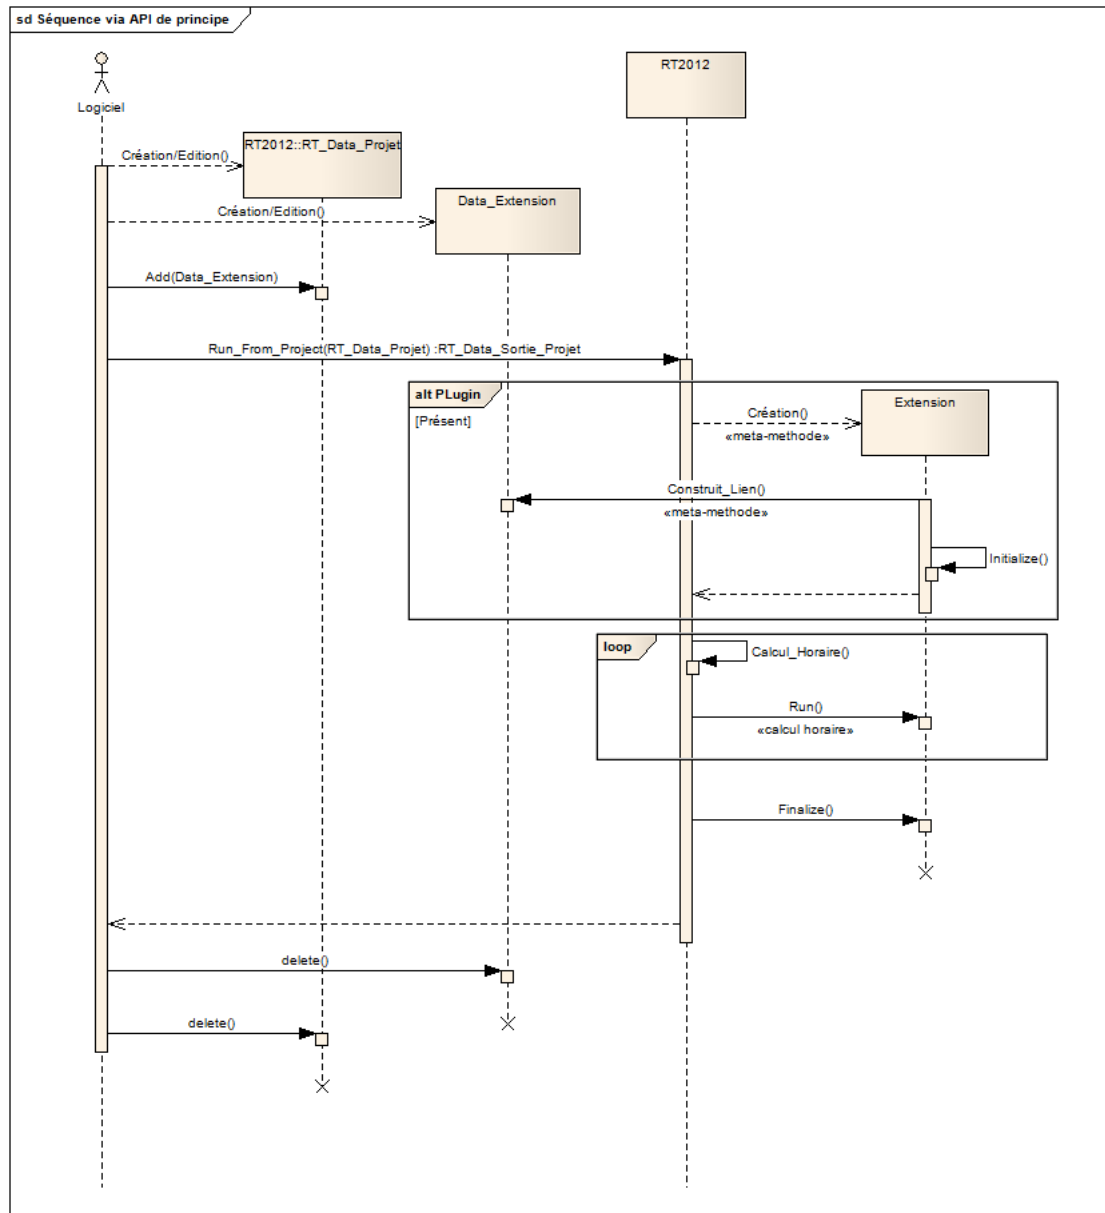 sd Séquence via API de principe
Logiciel
RT2012
Création/Edition()
RT2012::RT_Data_Projet
Création/Edition()
Data_Extension
Add(Data_Extension)
Run_From_Project(RT_Data_Projet) :RT_Data_Sortie_Projet
alt PLugin
[Présent]
Création()
«meta-methode»
Extension
Construit_Lien()
«meta-methode»
Initialize()
loop
Calcul_Horaire()
Run()
«calcul horaire»
Finalize()
delete()
delete()